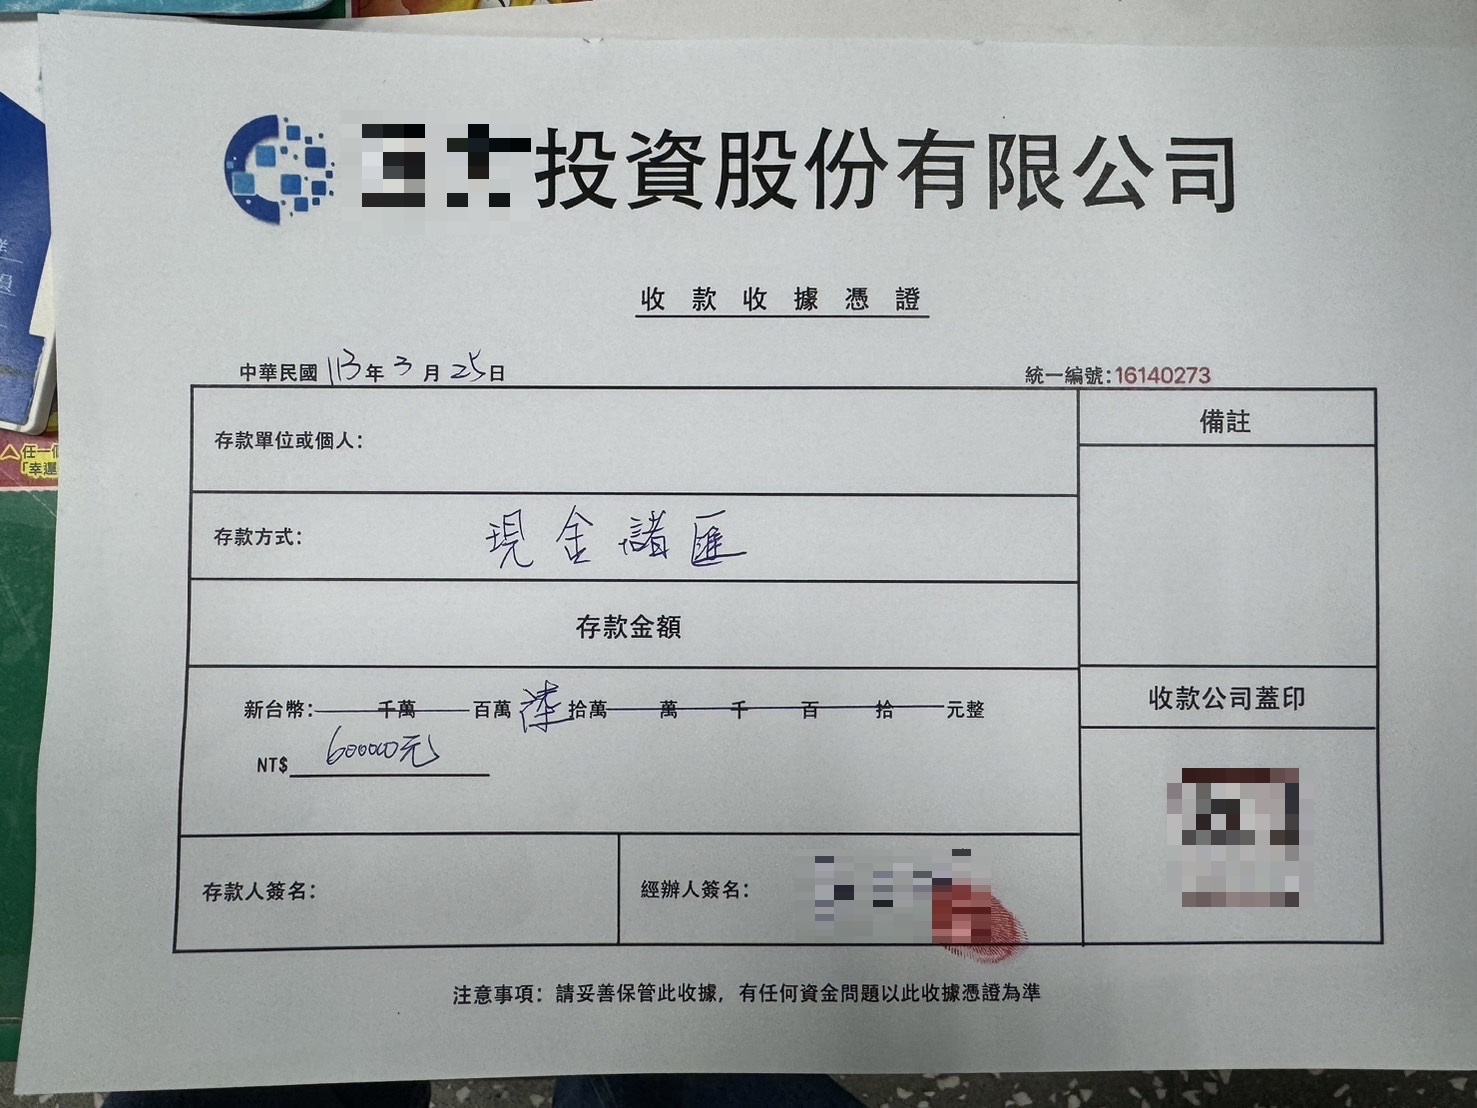 投資股份有限公司
收款收據憑證
中華民國 113年 3月 25日
統一編號:16140273
存款單位或個人:
備註
存款方式: 現金儲匯
存款金額
新台幣: 千萬 百萬 陸 拾萬 萬 千 百 拾 元整
NT$ 600000元
收款公司蓋印
存款人簽名:
經辦人簽名:
注意事項: 請妥善保管此收據, 有任何資金問題以此收據憑證為準
任一個
「幸運